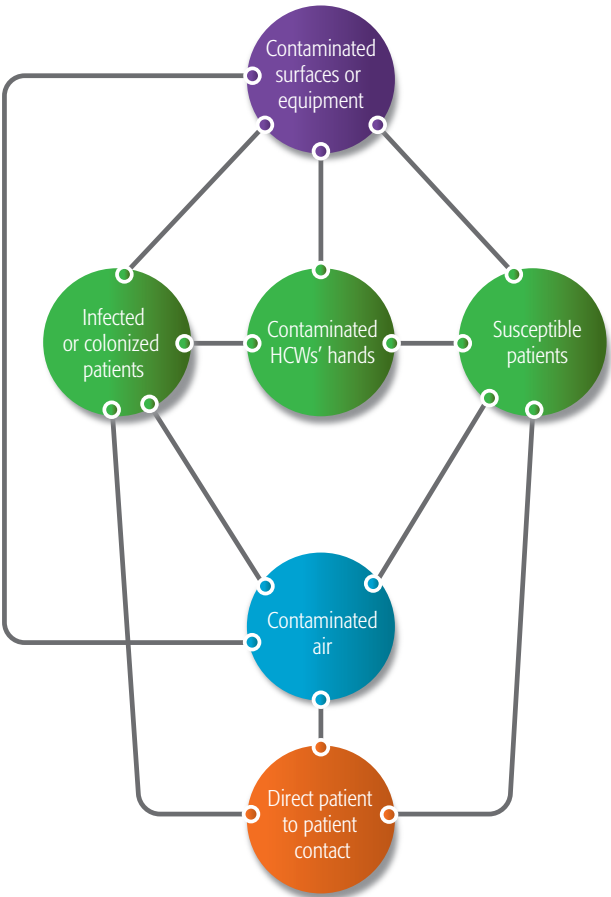 Contaminated
surfaces or
equipment
Infected
or colonized
patients
Contaminated
HCWs' hands
Susceptible
patients
Contaminated
air
Direct patient
to patient
contact